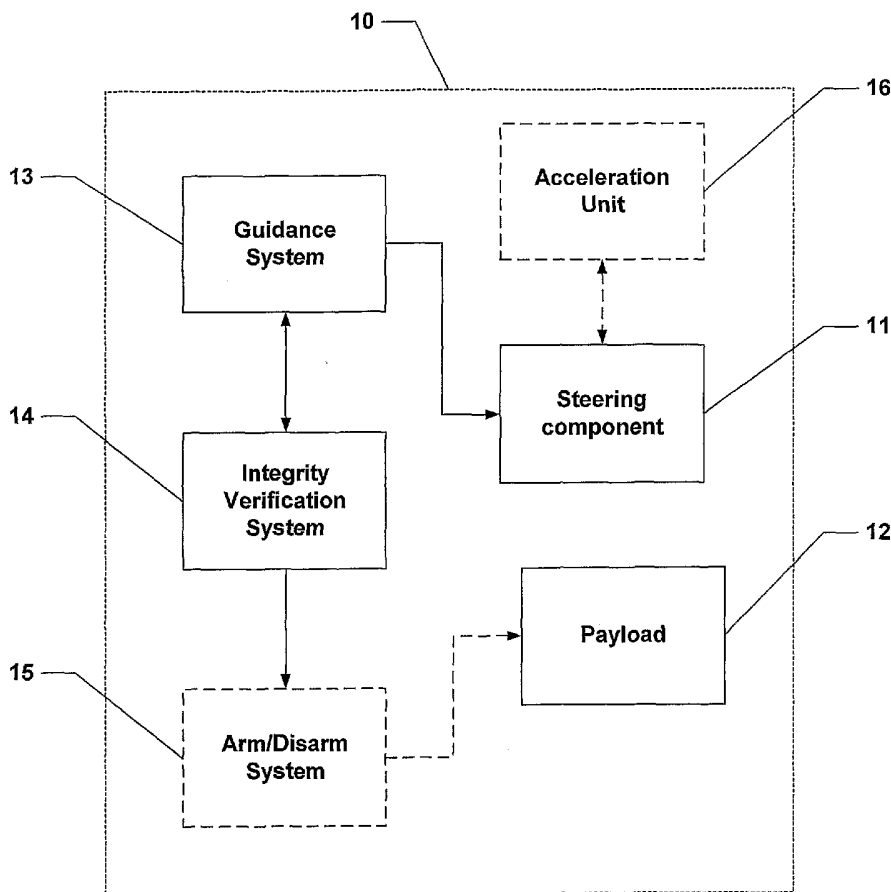 10
16
13
Acceleration
Unit
Guidance
System
11
14
Steering
component
Integrity
Verification
System
12
15
Payload
Arm/Disarm
System